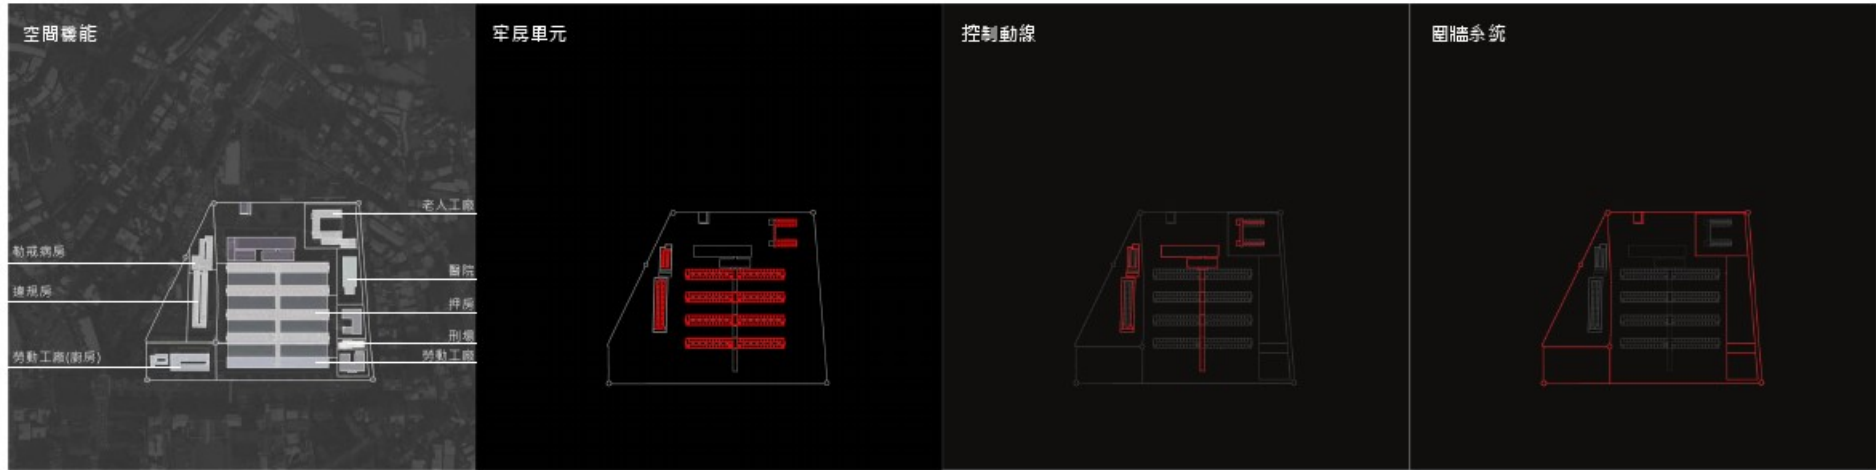 空間機能
牢房單元
控制動線
圍牆系統
老人工廠
勒戒病房
醫院
違規房
押房
刑場
勞動工廠(廚房)
勞動工廠